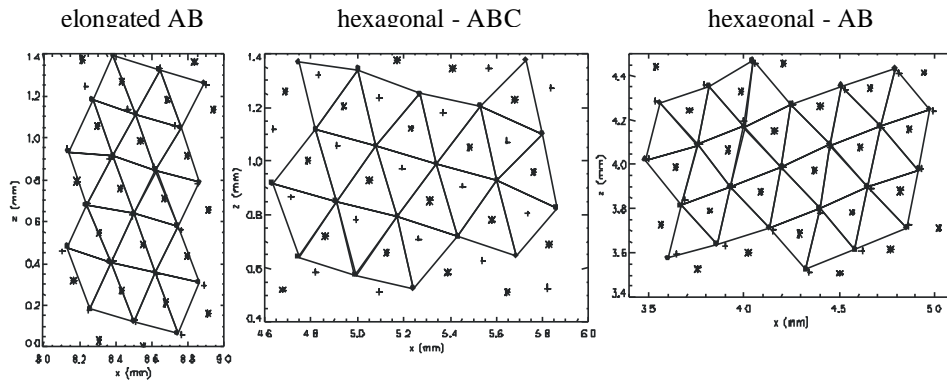 elongated AB
hexagonal - ABC
hexagonal - AB
z (mm)
1.4
1.2
1.0
0.8
0.6
0.4
0.2
0.0
8.0 8.2 8.4 8.6 8.8 9.0
x (mm)
z (mm)
1.4
1.2
1.0
0.8
0.6
0.4
4.6 4.8 5.0 5.2 5.4 5.6 5.8 6.0
x (mm)
z (mm)
4.4
4.2
4.0
3.8
3.6
3.4
3.5 4.0 4.5 5.0
x (mm)